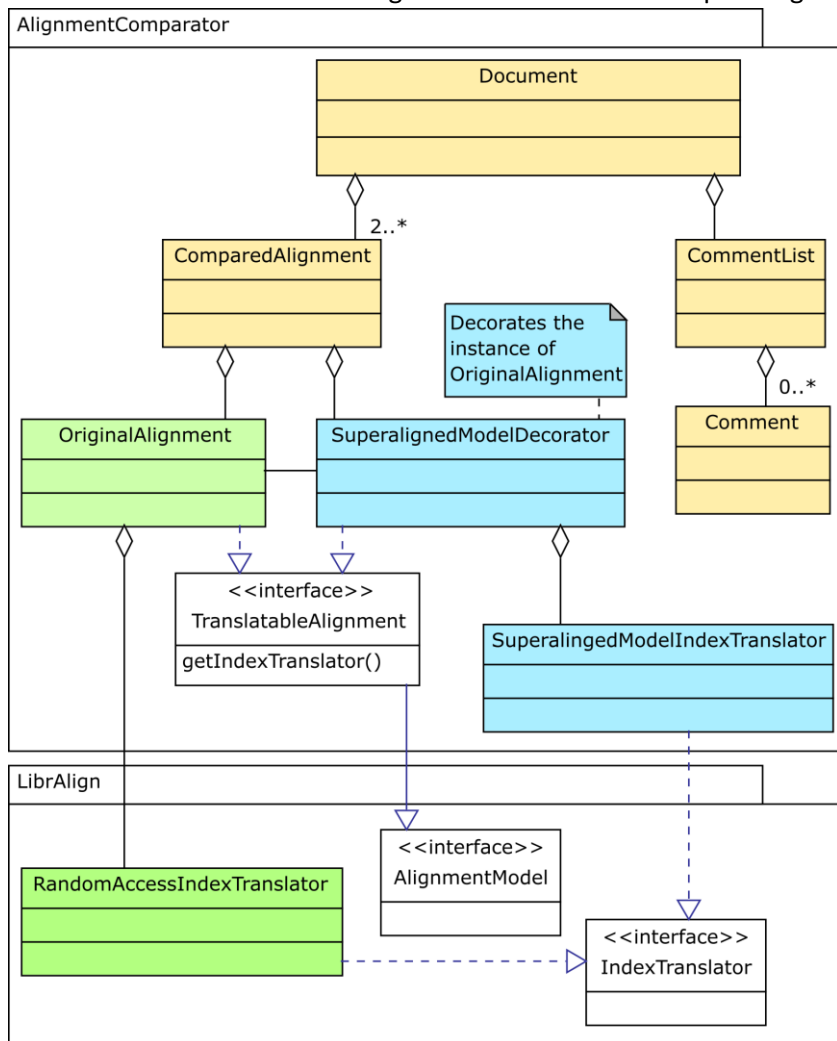 AlignmentComparator
Document
2..*
ComparedAlignment
CommentList
Decorates the
instance of
OriginalAlignment
0..*
OriginalAlignment
SuperalignedModelDecorator
Comment
<<interface>>
TranslatableAlignment
getIndexTranslator()
SuperalingedModelIndexTranslator
LibrAlign
<<interface>>
AlignmentModel
RandomAccessIndexTranslator
<<interface>>
IndexTranslator